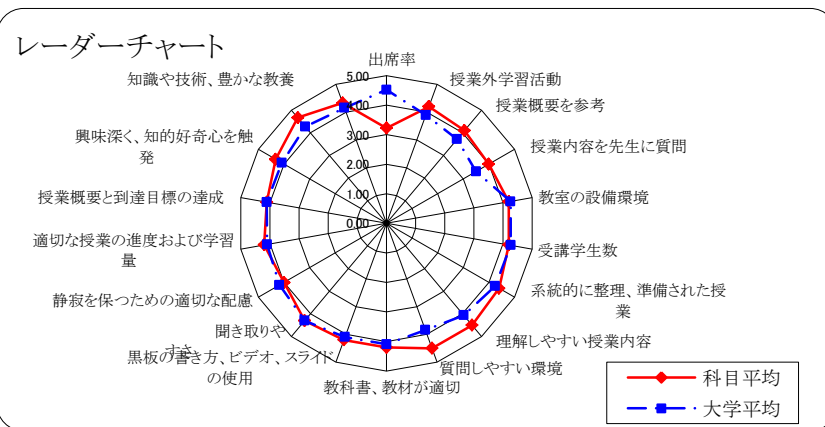 レーダーチャート
出席率
授業外学習活動
授業概要を参考
授業内容を先生に質問
教室の設備環境
受講学生数
系統的に整理、準備された授
業
理解しやすい授業内容
質問しやすい環境
教科書、教材が適切
黒板の書き方、ビデオ、スライド
の使用
聞き取りや
すさ
静寂を保つための適切な配慮
適切な授業の進度および学習
量
授業概要と到達目標の達成
興味深く、知的好奇心を触
発
知識や技術、豊かな教養
5.00
4.00
3.00
2.00
1.00
0.00
科目平均
大学平均